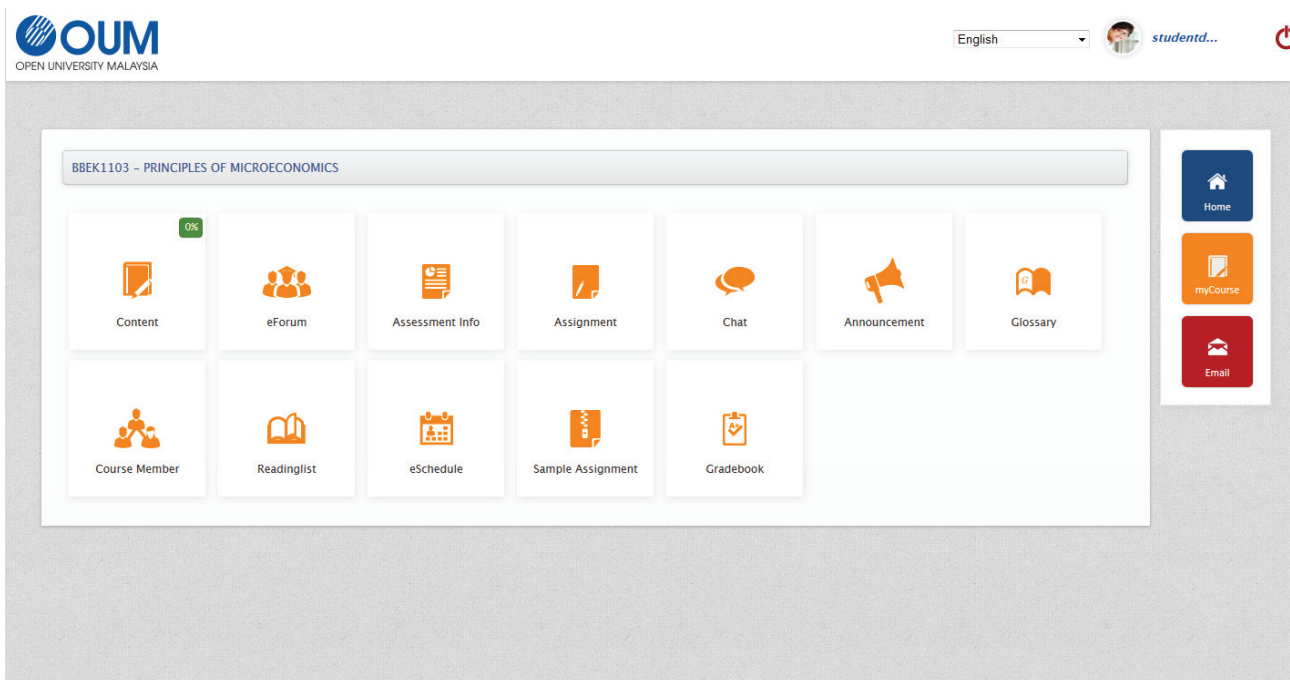 OUM
OPEN UNIVERSITY MALAYSIA
English
studentd...
BBEK1103 – PRINCIPLES OF MICROECONOMICS
0%
Content
eForum
Assessment Info
Assignment
Chat
Announcement
G
Glossary
Course Member
Readinglist
eSchedule
Sample Assignment
A+
Gradebook
Home
myCourse
Email